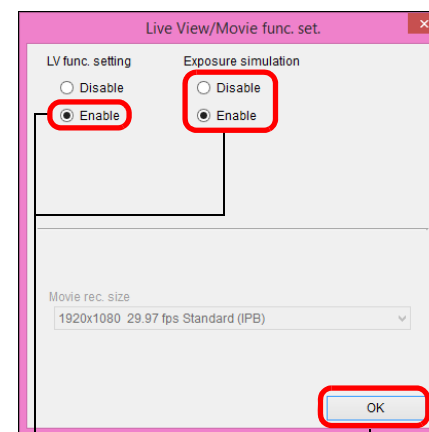 Live View/Movie func. set.
LV func. setting
Exposure simulation
Disable
Disable
Enable
Enable
Movie rec. size
1920x1080 29.97 fps Standard (IPB)
OK